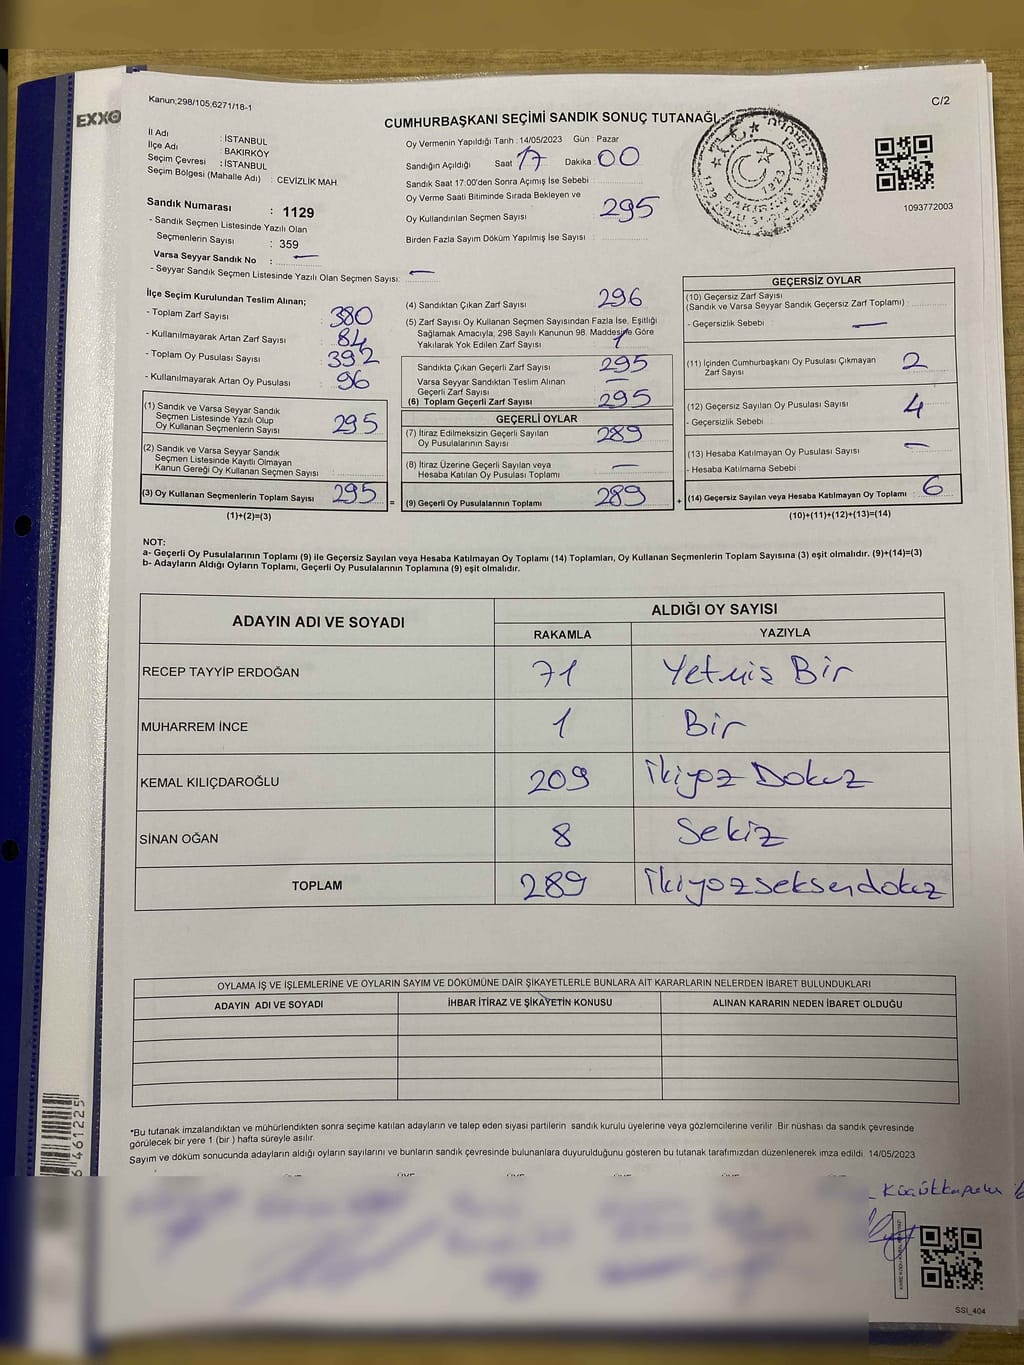 EXXO
Kanun;298/105,6271/18-1
C/2
CUMHURBAŞKANI SEÇİMİ SANDIK SONUÇ TUTANAĞI
İl Adı : İSTANBUL
İlçe Adı : BAKIRKÖY
Seçim Çevresi : İSTANBUL
Seçim Bölgesi (Mahalle Adı) : CEVİZLİK MAH.
Sandık Numarası : 1129
- Sandık Seçmen Listesinde Yazılı Olan
Seçmenlerin Sayısı : 359
Varsa Seyyar Sandık No : —
- Seyyar Sandık Seçmen Listesinde Yazılı Olan Seçmen Sayısı: —
Oy Vermenin Yapıldığı Tarih : 14/05/2023 Gün : Pazar
Sandığın Açıldığı Saat 17 Dakika 00
Sandık Saat 17:00'den Sonra Açılmış İse Sebebi :
Oy Verme Saati Bitiminde Sırada Bekleyen ve
Oy Kullandırılan Seçmen Sayısı 295
Birden Fazla Sayım Döküm Yapılmış İse Sayısı :
1923
1093772003
İlçe Seçim Kurulundan Teslim Alınan;
- Toplam Zarf Sayısı : 380
- Kullanılmayarak Artan Zarf Sayısı : 84
- Toplam Oy Pusulası Sayısı : 392
- Kullanılmayarak Artan Oy Pusulası : 96
(1) Sandık ve Varsa Seyyar Sandık
Seçmen Listesinde Yazılı Olup
Oy Kullanan Seçmenlerin Sayısı : 295
(2) Sandık ve Varsa Seyyar Sandık
Seçmen Listesinde Kayıtlı Olmayan
Kanun Gereği Oy Kullanan Seçmen Sayısı :
(3) Oy Kullanan Seçmenlerin Toplam Sayısı : 295 =
(1)+(2)=(3)
(4) Sandıktan Çıkan Zarf Sayısı : 296
(5) Zarf Sayısı Oy Kullanan Seçmen Sayısından Fazla İse, Eşitliği
Sağlamak Amacıyla, 298 Sayılı Kanunun 98. Maddesine Göre
Yakılarak Yok Edilen Zarf Sayısı : 1
Sandıkta Çıkan Geçerli Zarf Sayısı : 295
Varsa Seyyar Sandıktan Teslim Alınan
Geçerli Zarf Sayısı : —
(6) Toplam Geçerli Zarf Sayısı : 295
GEÇERLİ OYLAR
(7) İtiraz Edilmeksizin Geçerli Sayılan
Oy Pusulalarının Sayısı : 289
(8) İtiraz Üzerine Geçerli Sayılan veya
Hesaba Katılan Oy Pusulası Toplamı : —
(9) Geçerli Oy Pusulalarının Toplamı : 289 +
GEÇERSİZ OYLAR
(10) Geçersiz Zarf Sayısı
(Sandık ve Varsa Seyyar Sandık Geçersiz Zarf Toplamı) :
- Geçersizlik Sebebi : —
(11) İçinden Cumhurbaşkanı Oy Pusulası Çıkmayan
Zarf Sayısı : 2
(12) Geçersiz Sayılan Oy Pusulası Sayısı : 4
- Geçersizlik Sebebi :
(13) Hesaba Katılmayan Oy Pusulası Sayısı : —
- Hesaba Katılmama Sebebi :
(14) Geçersiz Sayılan veya Hesaba Katılmayan Oy Toplamı : 6
(10)+(11)+(12)+(13)=(14)
NOT:
a- Geçerli Oy Pusulalarının Toplamı (9) ile Geçersiz Sayılan veya Hesaba Katılmayan Oy Toplamı (14) Toplamları, Oy Kullanan Seçmenlerin Toplam Sayısına (3) eşit olmalıdır. (9)+(14)=(3)
b- Adayların Aldığı Oyların Toplamı, Geçerli Oy Pusulalarının Toplamına (9) eşit olmalıdır.
ADAYIN ADI VE SOYADI
ALDIĞI OY SAYISI
RAKAMLA YAZIYLA
RECEP TAYYİP ERDOĞAN 71 Yetmiş Bir
MUHARREM İNCE 1 Bir
KEMAL KILIÇDAROĞLU 209 İkiyüz Dokuz
SİNAN OĞAN 8 Sekiz
TOPLAM 289 İkiyüzseksendokuz
OYLAMA İŞ VE İŞLEMLERİNE VE OYLARIN SAYIM VE DÖKÜMÜNE DAİR ŞİKAYETLERLE BUNLARA AİT KARARLARIN NELERDEN İBARET BULUNDUKLARI
ADAYIN ADI VE SOYADI İHBAR İTİRAZ VE ŞİKAYETİN KONUSU ALINAN KARARIN NEDEN İBARET OLDUĞU
*Bu tutanak imzalandıktan ve mühürlendikten sonra seçime katılan adayların ve talep eden siyasi partilerin sandık kurulu üyelerine veya gözlemcilerine verilir. Bir nüshası da sandık çevresinde
görülecek bir yere 1 (bir ) hafta süreyle asılır.
Sayım ve döküm sonucunda adayların aldığı oyların sayılarını ve bunların sandık çevresinde bulunanlara duyurulduğunu gösteren bu tutanak tarafımızdan düzenlenerek imza edildi. 14/05/2023
461225
SSI_404